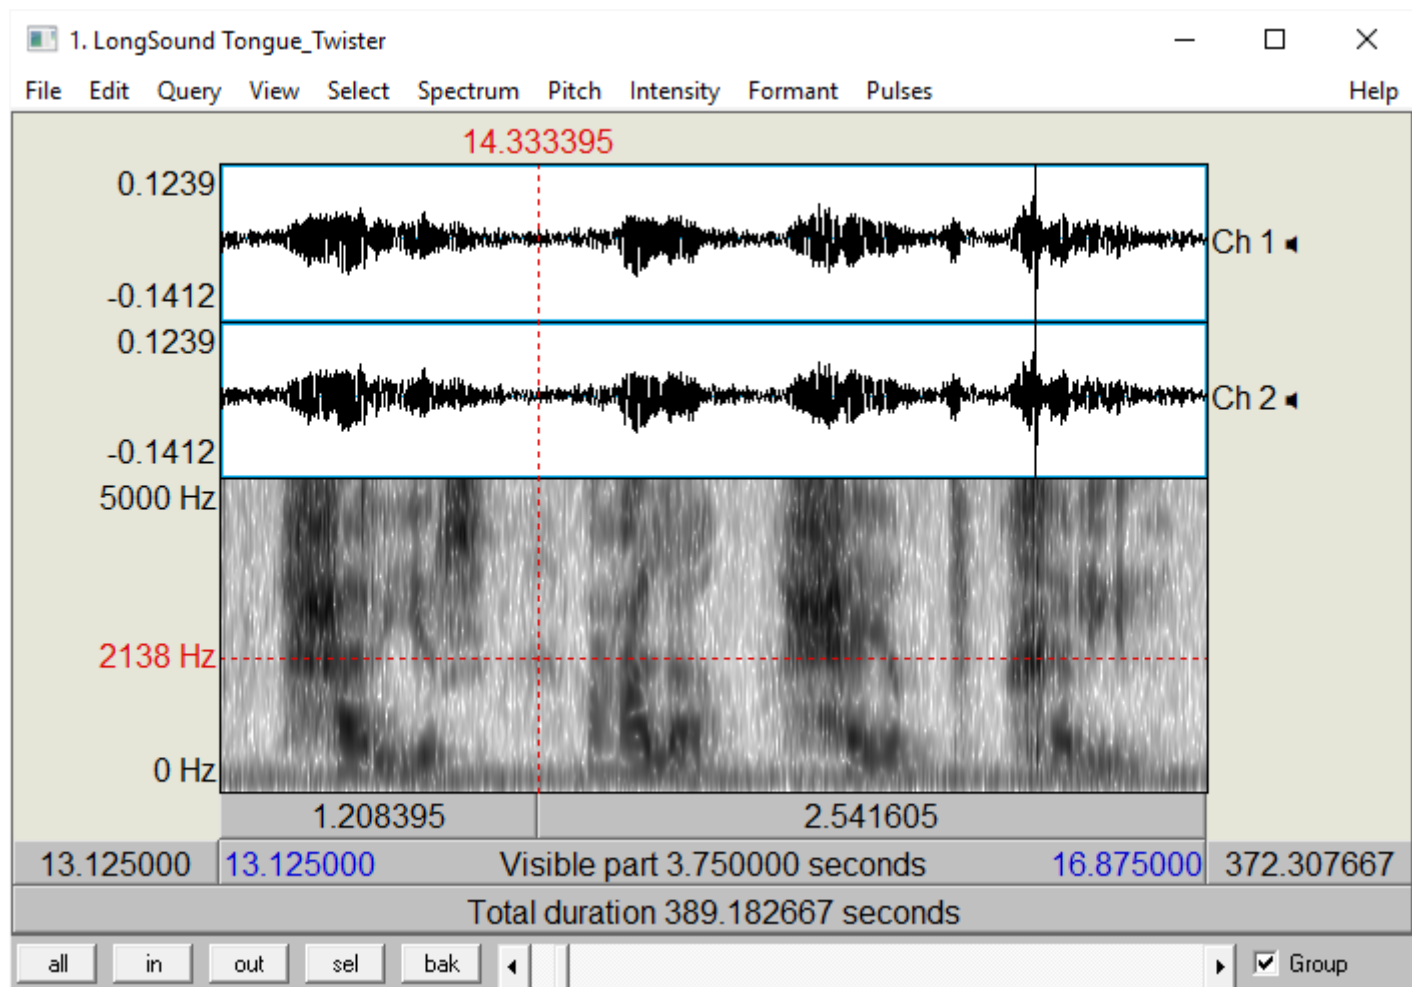 1. LongSound Tongue_Twister
File Edit Query View Select Spectrum Pitch Intensity Formant Pulses Help
14.333395
0.1239
Ch 1
-0.1412
0.1239
Ch 2
-0.1412
5000 Hz
2138 Hz
0 Hz
1.208395 2.541605
13.125000 13.125000 Visible part 3.750000 seconds 16.875000 372.307667
Total duration 389.182667 seconds
all in out sel bak Group